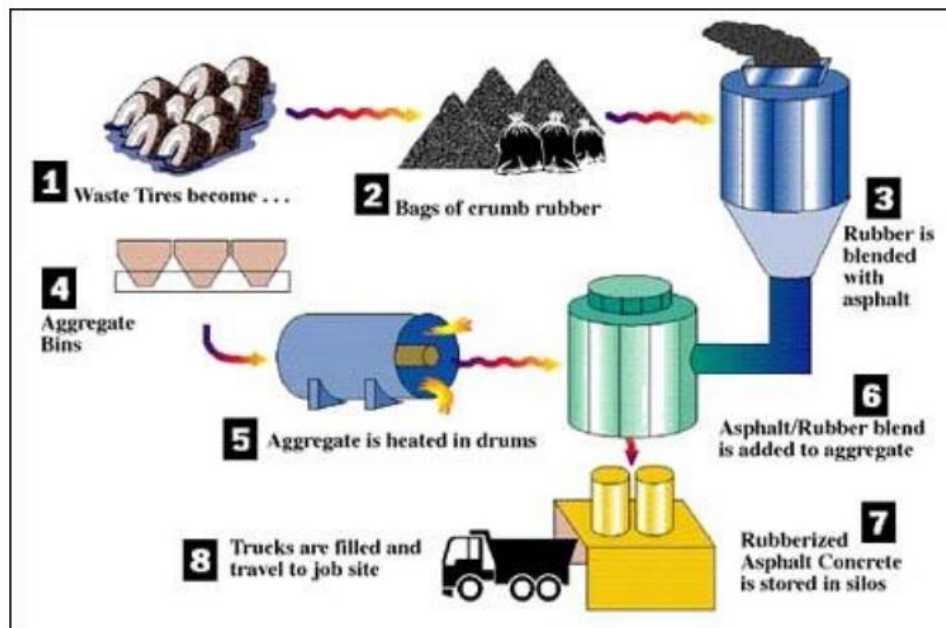 1
Waste Tires become . . .
2
Bags of crumb rubber
3
Rubber is
blended
with
asphalt
4
Aggregate
Bins
5
Aggregate is heated in drums
6
Asphalt/Rubber blend
is added to aggregate
7
Rubberized
Asphalt Concrete
is stored in silos
8
Trucks are filled and
travel to job site